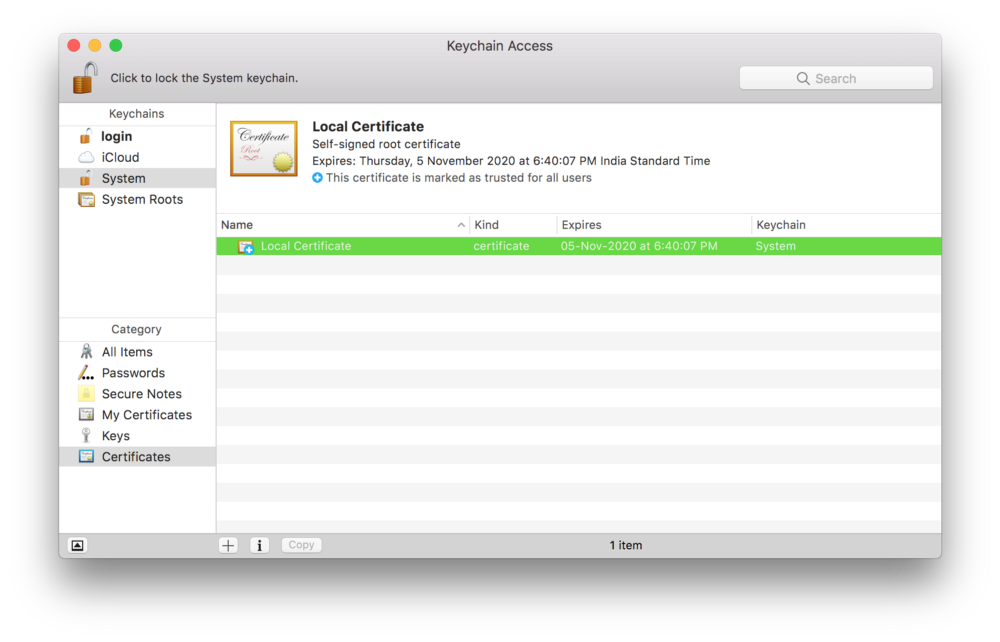 Keychain Access
Click to lock the System keychain.
Search
Keychains
login
iCloud
System
System Roots
Certificate
Root
Local Certificate
Self-signed root certificate
Expires: Thursday, 5 November 2020 at 6:40:07 PM India Standard Time
This certificate is marked as trusted for all users
Name Kind Expires Keychain
Local Certificate certificate 05-Nov-2020 at 6:40:07 PM System
Category
All Items
Passwords
Secure Notes
My Certificates
Keys
Certificates
Copy
1 item